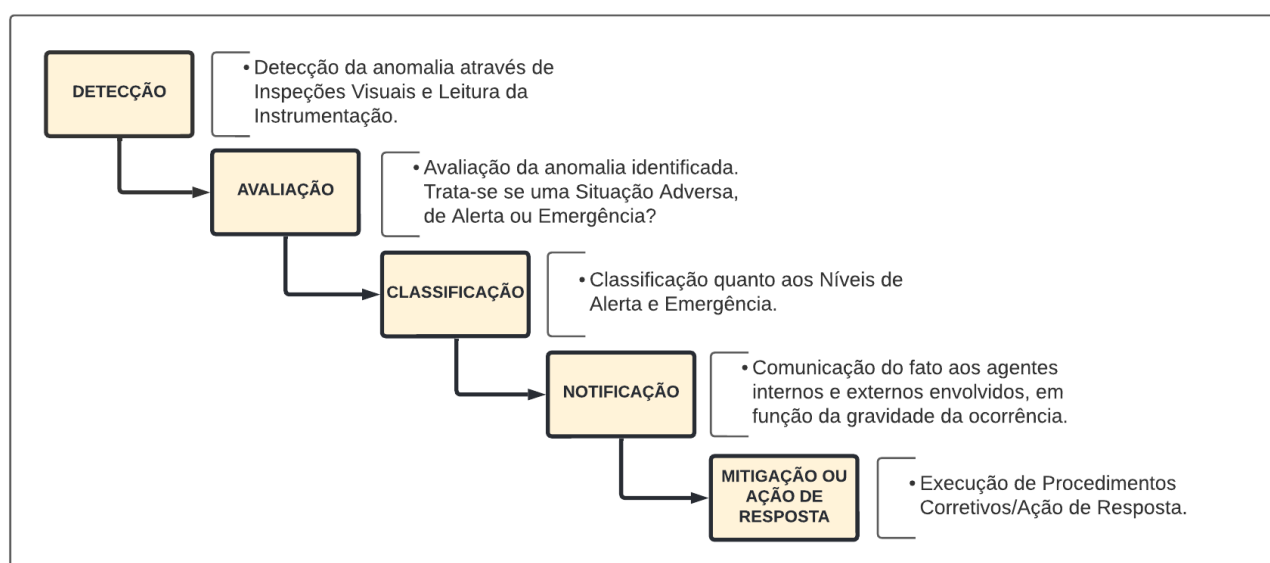 DETECÇÃO
• Detecção da anomalia através de
Inspeções Visuais e Leitura da
Instrumentação.
AVALIAÇÃO
• Avaliação da anomalia identificada.
Trata-se se uma Situação Adversa,
de Alerta ou Emergência?
CLASSIFICAÇÃO
• Classificação quanto aos Níveis de
Alerta e Emergência.
NOTIFICAÇÃO
• Comunicação do fato aos agentes
internos e externos envolvidos, em
função da gravidade da ocorrência.
MITIGAÇÃO OU
AÇÃO DE
RESPOSTA
• Execução de Procedimentos
Corretivos/Ação de Resposta.